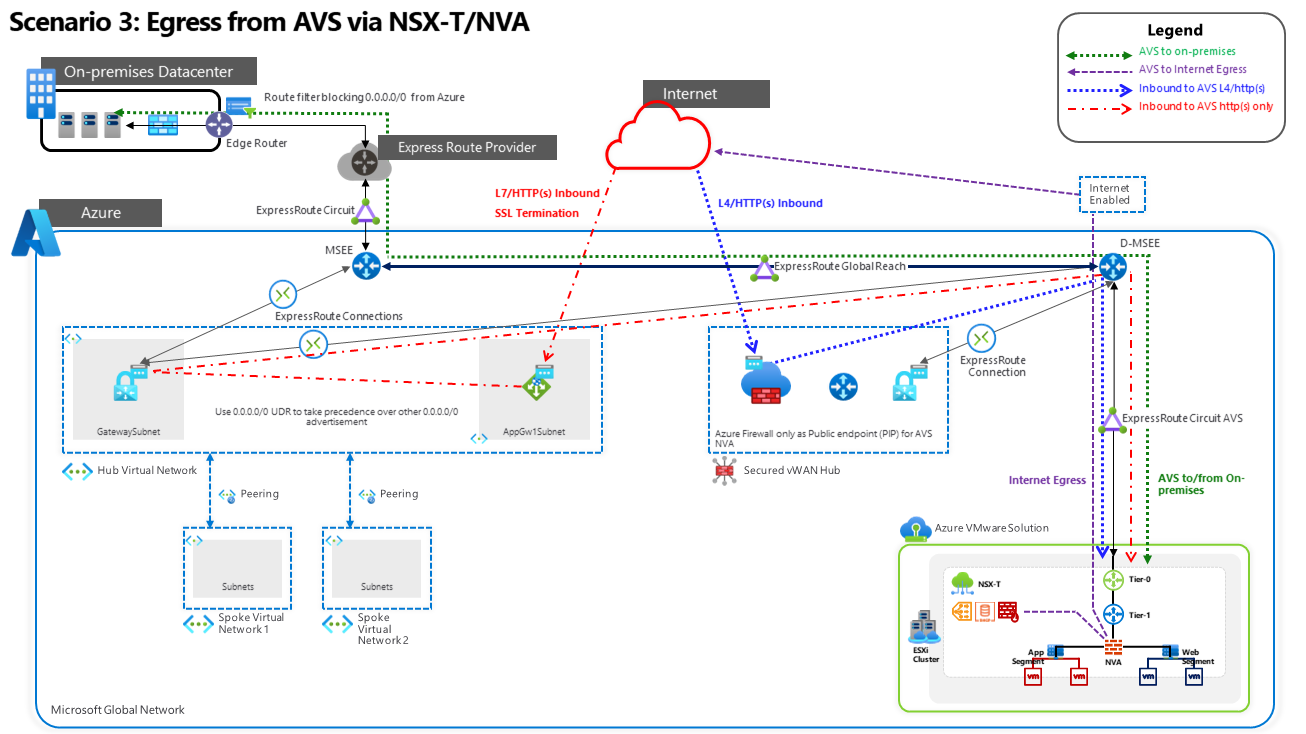 Scenario 3: Egress from AVS via NSX-T/NVA
Legend
AVS to on-premises
AVS to Internet Egress
Inbound to AVS L4/http(s)
Inbound to AVS http(s) only
On-premises Datacenter
Route filter blocking 0.0.0.0/0 from Azure
Edge Router
Express Route Provider
Internet
Internet
Enabled
L7/HTTP(s) Inbound
SSL Termination
L4/HTTP(s) Inbound
Azure
ExpressRoute Circuit
MSEE
D-MSEE
ExpressRoute Global Reach
ExpressRoute Connections
ExpressRoute
Connection
Use 0.0.0.0/0 UDR to take precedence over other 0.0.0.0/0
advertisement
GatewaySubnet
AppGw1Subnet
Azure Firewall only as Public endpoint (PIP) for AVS
NVA
ExpressRoute Circuit AVS
Hub Virtual Network
Secured vWAN Hub
Peering
Peering
Internet Egress
AVS to/from On-
premises
Azure VMware Solution
Subnets
Subnets
Spoke Virtual
Network 1
Spoke
Virtual
Network 2
NSX-T
Tier-0
Tier-1
ESXi
Cluster
App
Segment
NVA
Web
Segment
vm
vm
vm
vm
Microsoft Global Network